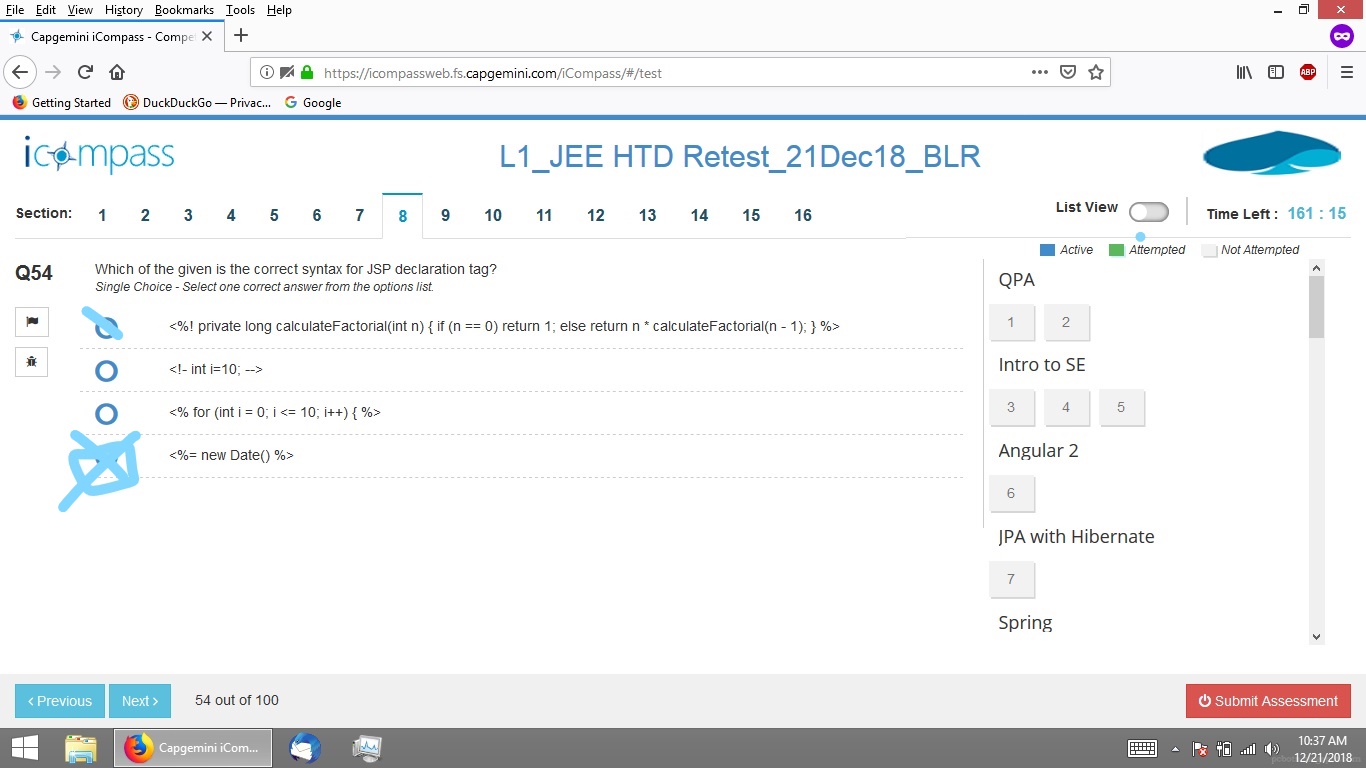 File Edit View History Bookmarks Tools Help
Capgemini iCompass - Compe
https://icompassweb.fs.capgemini.com/iCompass/#/test
ABP
Getting Started DuckDuckGo — Privac... Google
icompass
L1_JEE HTD Retest_21Dec18_BLR
Section: 1 2 3 4 5 6 7 8 9 10 11 12 13 14 15 16
List View
Time Left : 161 : 15
Active Attempted Not Attempted
Q54
Which of the given is the correct syntax for JSP declaration tag?
Single Choice - Select one correct answer from the options list.
<%! private long calculateFactorial(int n) { if (n == 0) return 1; else return n * calculateFactorial(n - 1); } %>
<!- int i=10; -->
<% for (int i = 0; i <= 10; i++) { %>
<%= new Date() %>
QPA
1 2
Intro to SE
3 4 5
Angular 2
6
JPA with Hibernate
7
Spring
< Previous Next > 54 out of 100
Submit Assessment
Capgemini iCom...
10:37 AM
12/21/2018